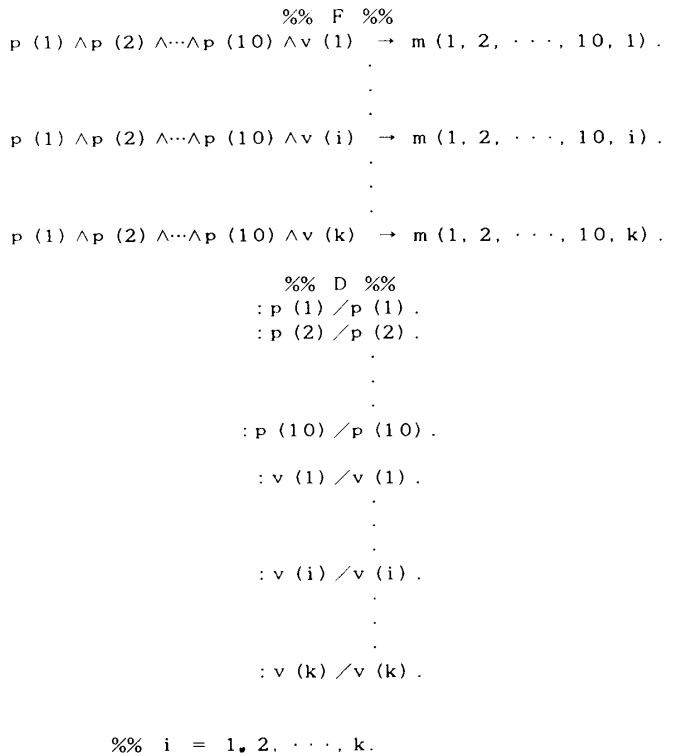 %% F %%
p (1) ∧p (2) ∧···∧p (10) ∧v (1) → m (1, 2, ···, 10, 1) .
.
.
.
p (1) ∧p (2) ∧···∧p (10) ∧v (i) → m (1, 2, ···, 10, i) .
.
.
.
p (1) ∧p (2) ∧···∧p (10) ∧v (k) → m (1, 2, ···, 10, k) .
%% D %%
: p (1) ／p (1) .
: p (2) ／p (2) .
.
.
.
: p (10) ／p (10) .
: v (1) ／v (1) .
.
.
.
: v (i) ／v (i) .
.
.
.
: v (k) ／v (k) .
%% i = 1, 2, ···, k.